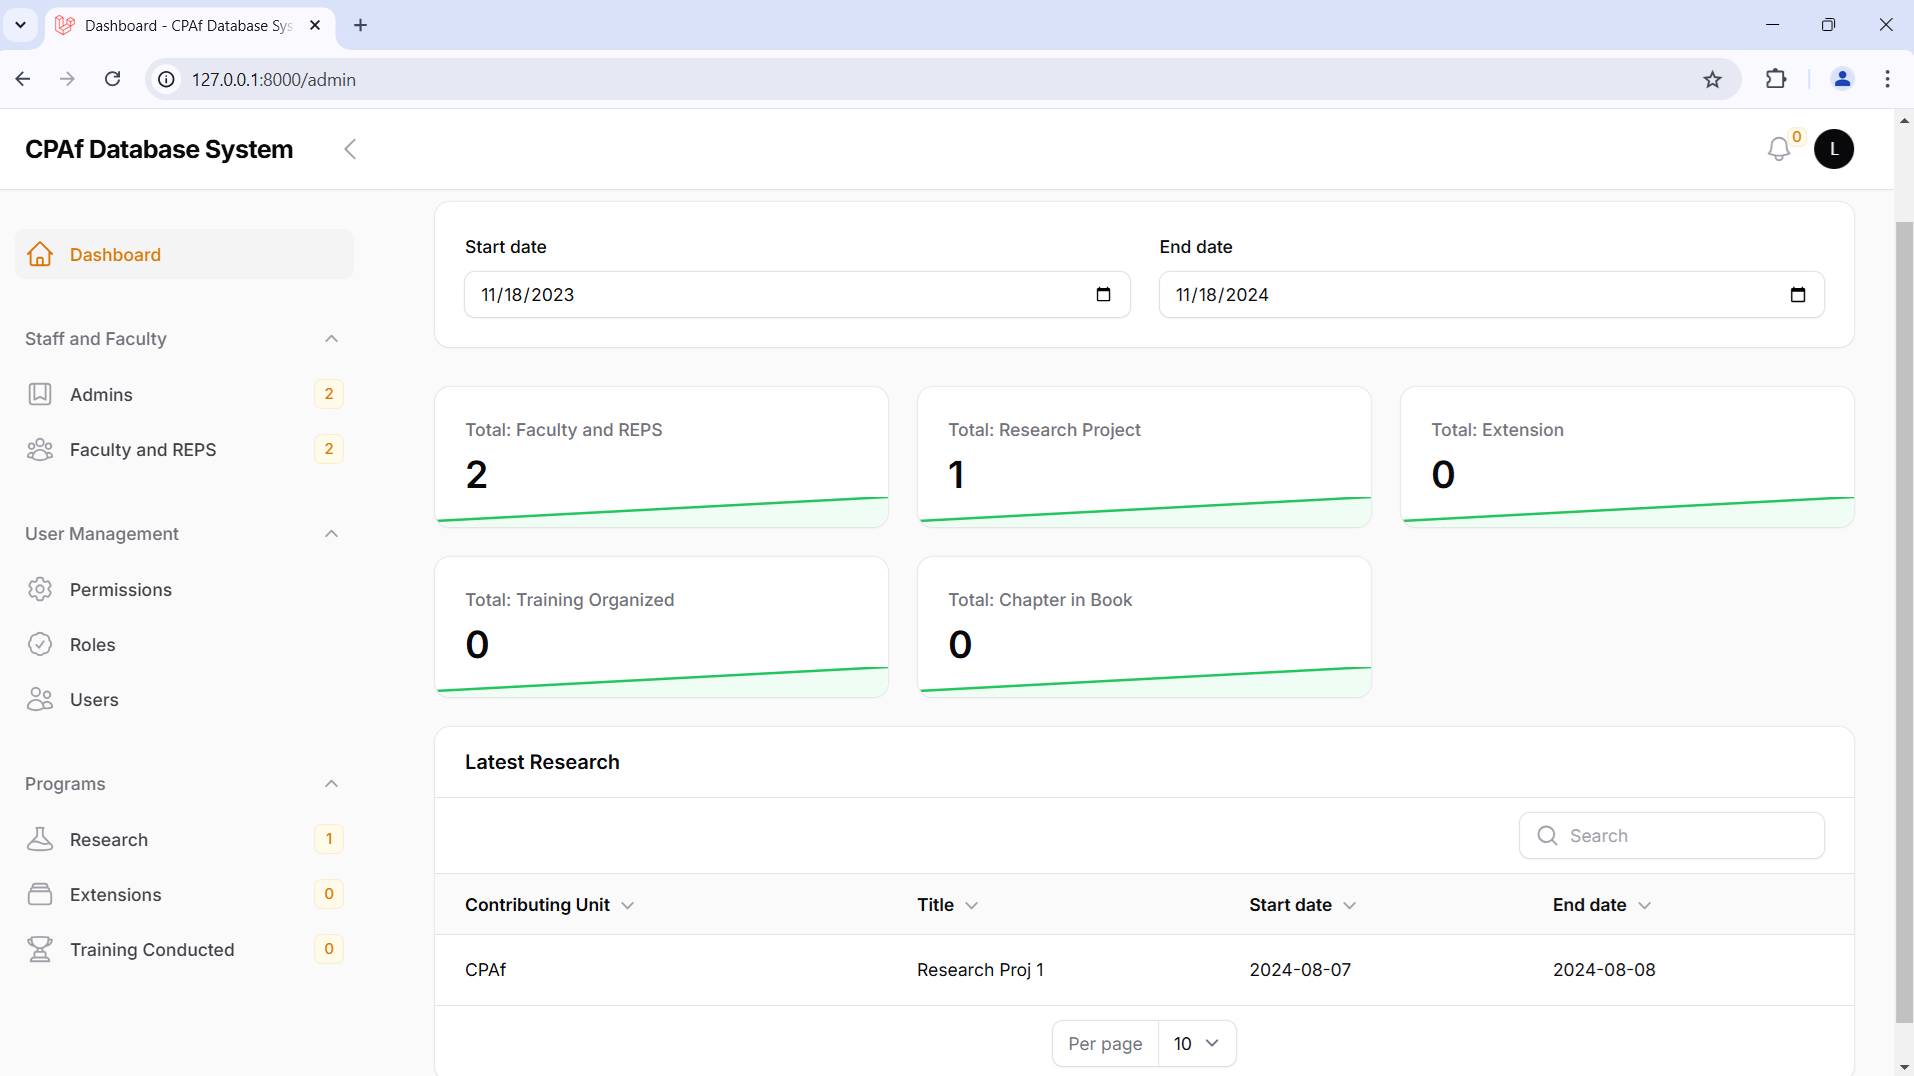 Dashboard - CPAf Database Sys
127.0.0.1:8000/admin
CPAf Database System
0
L
Dashboard
Staff and Faculty
Admins 2
Faculty and REPS 2
User Management
Permissions
Roles
Users
Programs
Research 1
Extensions 0
Training Conducted 0
Start date End date
11/18/2023 11/18/2024
Total: Faculty and REPS
2
Total: Research Project
1
Total: Extension
0
Total: Training Organized
0
Total: Chapter in Book
0
Latest Research
Search
Contributing Unit Title Start date End date
CPAf Research Proj 1 2024-08-07 2024-08-08
Per page 10